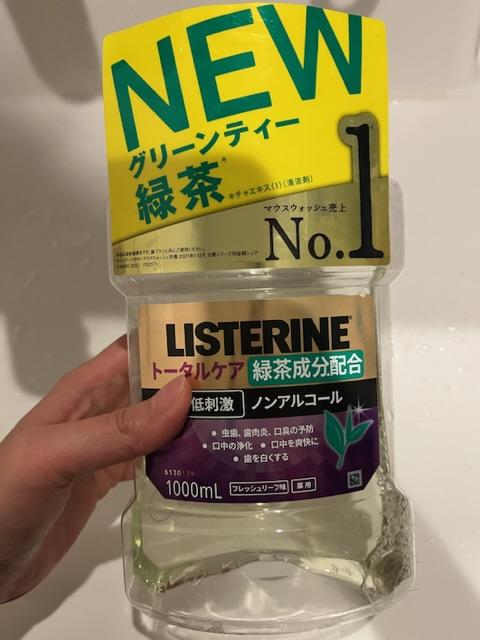 NEW
グリーンティー
緑茶*
*チャエキス(1)(清涼剤)
マウスウォッシュ売上
No.1
LISTERINE®
トータルケア 緑茶成分配合
低刺激 ノンアルコール
● 虫歯、歯肉炎、口臭の予防
● 口中の浄化 ● 口中を爽快に
● 歯を白くする
1000mL フレッシュリーフ味 薬用